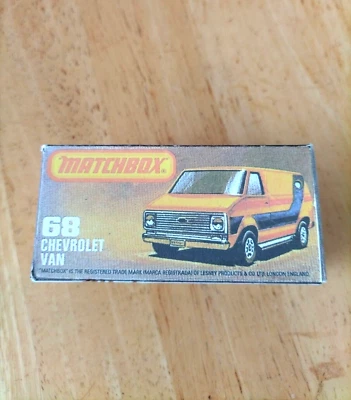 MATCHBOX
68
CHEVROLET
VAN
"MATCHBOX" IS THE REGISTERED TRADE MARK (MARCA REGISTRADA) OF LESNEY PRODUCTS & CO. LTD. LONDON, ENGLAND.